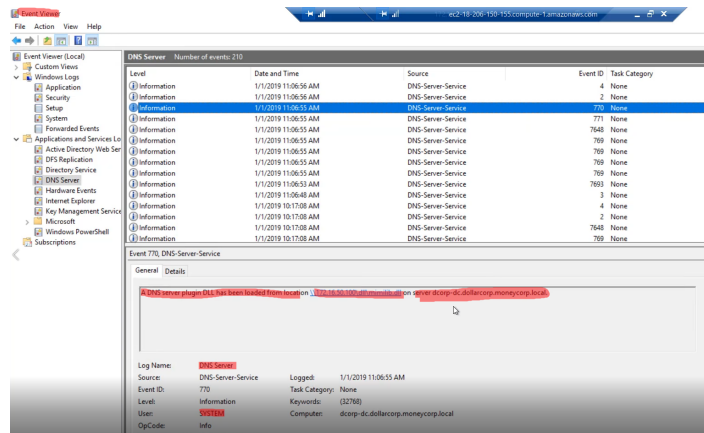 Event Viewer
ec2-18-206-150-155.compute-1.amazonaws.com
File Action View Help
Event Viewer (Local)
Custom Views
Windows Logs
Application
Security
Setup
System
Forwarded Events
Applications and Services Lo
Active Directory Web Ser
DFS Replication
Directory Service
DNS Server
Hardware Events
Internet Explorer
Key Management Service
Microsoft
Windows PowerShell
Subscriptions
DNS Server Number of events: 210
Level Date and Time Source Event ID Task Category
Information 1/1/2019 11:06:56 AM DNS-Server-Service 4 None
Information 1/1/2019 11:06:56 AM DNS-Server-Service 2 None
Information 1/1/2019 11:06:55 AM DNS-Server-Service 770 None
Information 1/1/2019 11:06:55 AM DNS-Server-Service 771 None
Information 1/1/2019 11:06:55 AM DNS-Server-Service 7648 None
Information 1/1/2019 11:06:55 AM DNS-Server-Service 769 None
Information 1/1/2019 11:06:55 AM DNS-Server-Service 769 None
Information 1/1/2019 11:06:55 AM DNS-Server-Service 769 None
Information 1/1/2019 11:06:55 AM DNS-Server-Service 769 None
Information 1/1/2019 11:06:53 AM DNS-Server-Service 7693 None
Information 1/1/2019 11:06:48 AM DNS-Server-Service 3 None
Information 1/1/2019 10:17:08 AM DNS-Server-Service 4 None
Information 1/1/2019 10:17:08 AM DNS-Server-Service 2 None
Information 1/1/2019 10:17:08 AM DNS-Server-Service 7648 None
Information 1/1/2019 10:17:08 AM DNS-Server-Service 769 None
Event 770, DNS-Server-Service
General Details
A DNS server plugin DLL has been loaded from location \\172.16.50.100\dll\mimilib.dll on server dcorp-dc.dollarcorp.moneycorp.local.
Log Name: DNS Server
Source: DNS-Server-Service Logged: 1/1/2019 11:06:55 AM
Event ID: 770 Task Category: None
Level: Information Keywords: (32768)
User: SYSTEM Computer: dcorp-dc.dollarcorp.moneycorp.local
OpCode: Info